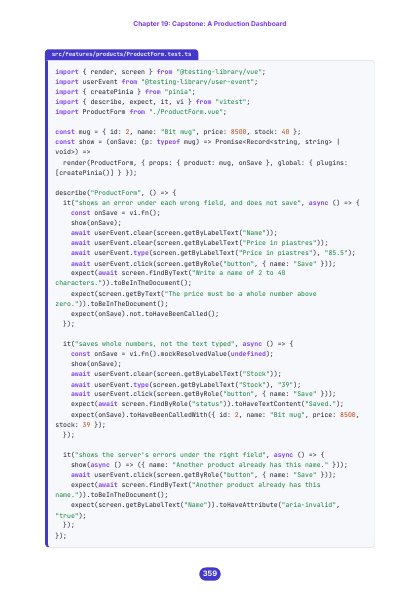 Chapter 19: Capstone: A Production Dashboard
src/features/products/ProductForm.test.ts
import { render, screen } from "@testing-library/vue";
import userEvent from "@testing-library/user-event";
import { createPinia } from "pinia";
import { describe, expect, it, vi } from "vitest";
import ProductForm from "./ProductForm.vue";
const mug = { id: 2, name: "Bit mug", price: 8500, stock: 40 };
const show = (onSave: (p: typeof mug) => Promise<Record<string, string> |
void>) =>
render(ProductForm, { props: { product: mug, onSave }, global: { plugins:
[createPinia()] } });
describe("ProductForm", () => {
it("shows an error under each wrong field, and does not save", async () => {
const onSave = vi.fn();
show(onSave);
await userEvent.clear(screen.getByLabelText("Name"));
await userEvent.clear(screen.getByLabelText("Price in piastres"));
await userEvent.type(screen.getByLabelText("Price in piastres"), "85.5");
await userEvent.click(screen.getByRole("button", { name: "Save" }));
expect(await screen.findByText("Write a name of 2 to 40
characters.")).toBeInTheDocument();
expect(screen.getByText("The price must be a whole number above
zero.")).toBeInTheDocument();
expect(onSave).not.toHaveBeenCalled();
});
it("saves whole numbers, not the text typed", async () => {
const onSave = vi.fn().mockResolvedValue(undefined);
show(onSave);
await userEvent.clear(screen.getByLabelText("Stock"));
await userEvent.type(screen.getByLabelText("Stock"), "39");
await userEvent.click(screen.getByRole("button", { name: "Save" }));
expect(await screen.findByRole("status")).toHaveTextContent("Saved.");
expect(onSave).toHaveBeenCalledWith({ id: 2, name: "Bit mug", price: 8500,
stock: 39 });
});
it("shows the server's errors under the right field", async () => {
show(async () => ({ name: "Another product already has this name." }));
await userEvent.click(screen.getByRole("button", { name: "Save" }));
expect(await screen.findByText("Another product already has this
name.")).toBeInTheDocument();
expect(screen.getByLabelText("Name")).toHaveAttribute("aria-invalid",
"true");
});
});
359